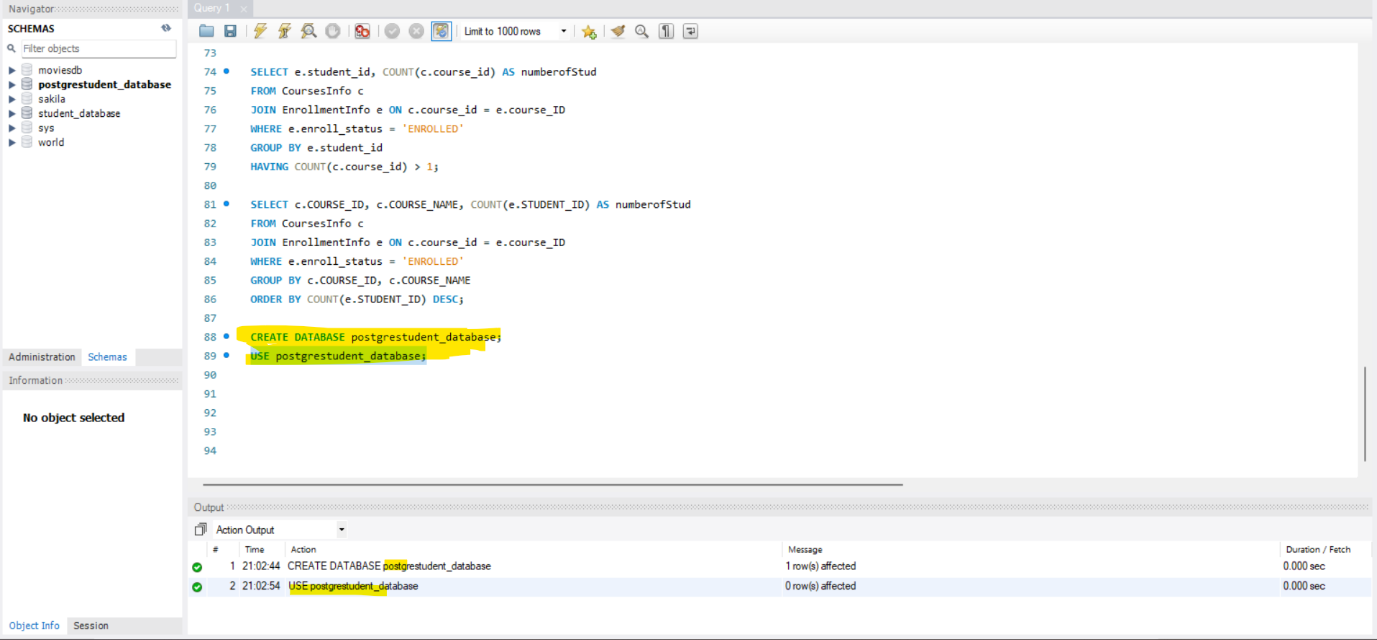 Navigator
SCHEMAS
Filter objects
moviesdb
postgrestudent_database
sakila
student_database
sys
world
Administration Schemas
Information
No object selected
Object Info Session
Query 1 ×
Limit to 1000 rows
73
74 SELECT e.student_id, COUNT(c.course_id) AS numberofStud
75 FROM CoursesInfo c
76 JOIN EnrollmentInfo e ON c.course_id = e.course_ID
77 WHERE e.enroll_status = 'ENROLLED'
78 GROUP BY e.student_id
79 HAVING COUNT(c.course_id) > 1;
80
81 SELECT c.COURSE_ID, c.COURSE_NAME, COUNT(e.STUDENT_ID) AS numberofStud
82 FROM CoursesInfo c
83 JOIN EnrollmentInfo e ON c.course_id = e.course_ID
84 WHERE e.enroll_status = 'ENROLLED'
85 GROUP BY c.COURSE_ID, c.COURSE_NAME
86 ORDER BY COUNT(e.STUDENT_ID) DESC;
87
88 CREATE DATABASE postgrestudent_database;
89 USE postgrestudent_database;
90
91
92
93
94
Output
Action Output
# Time Action Message Duration / Fetch
1 21:02:44 CREATE DATABASE postgrestudent_database 1 row(s) affected 0.000 sec
2 21:02:54 USE postgrestudent_database 0 row(s) affected 0.000 sec